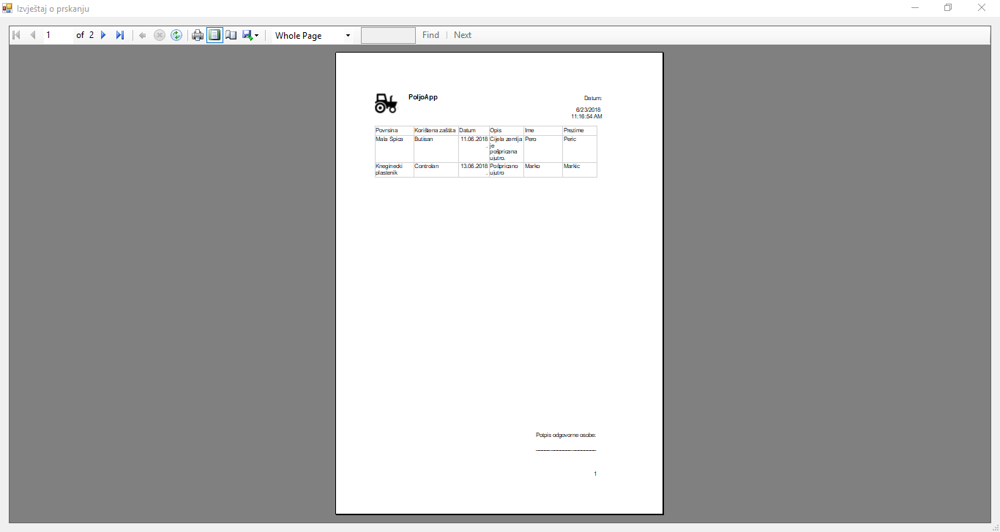 Izvještaj o prskanju
1 of 2 Whole Page Find Next
PoljoApp
Datum:
6/23/2018
11:16:54 AM
Povrsina Korištena zaštita Datum Opis Ime Prezime
Mala Spica Butisan 11.06.2018 Cijela zemlja Pero Peric
. je
pošpricana
ujutro.
Kneginecki Controlan 13.06.2018 Pošpricano Marko Markic
plastenik . ujutro
Potpis odgovorne osobe:
1